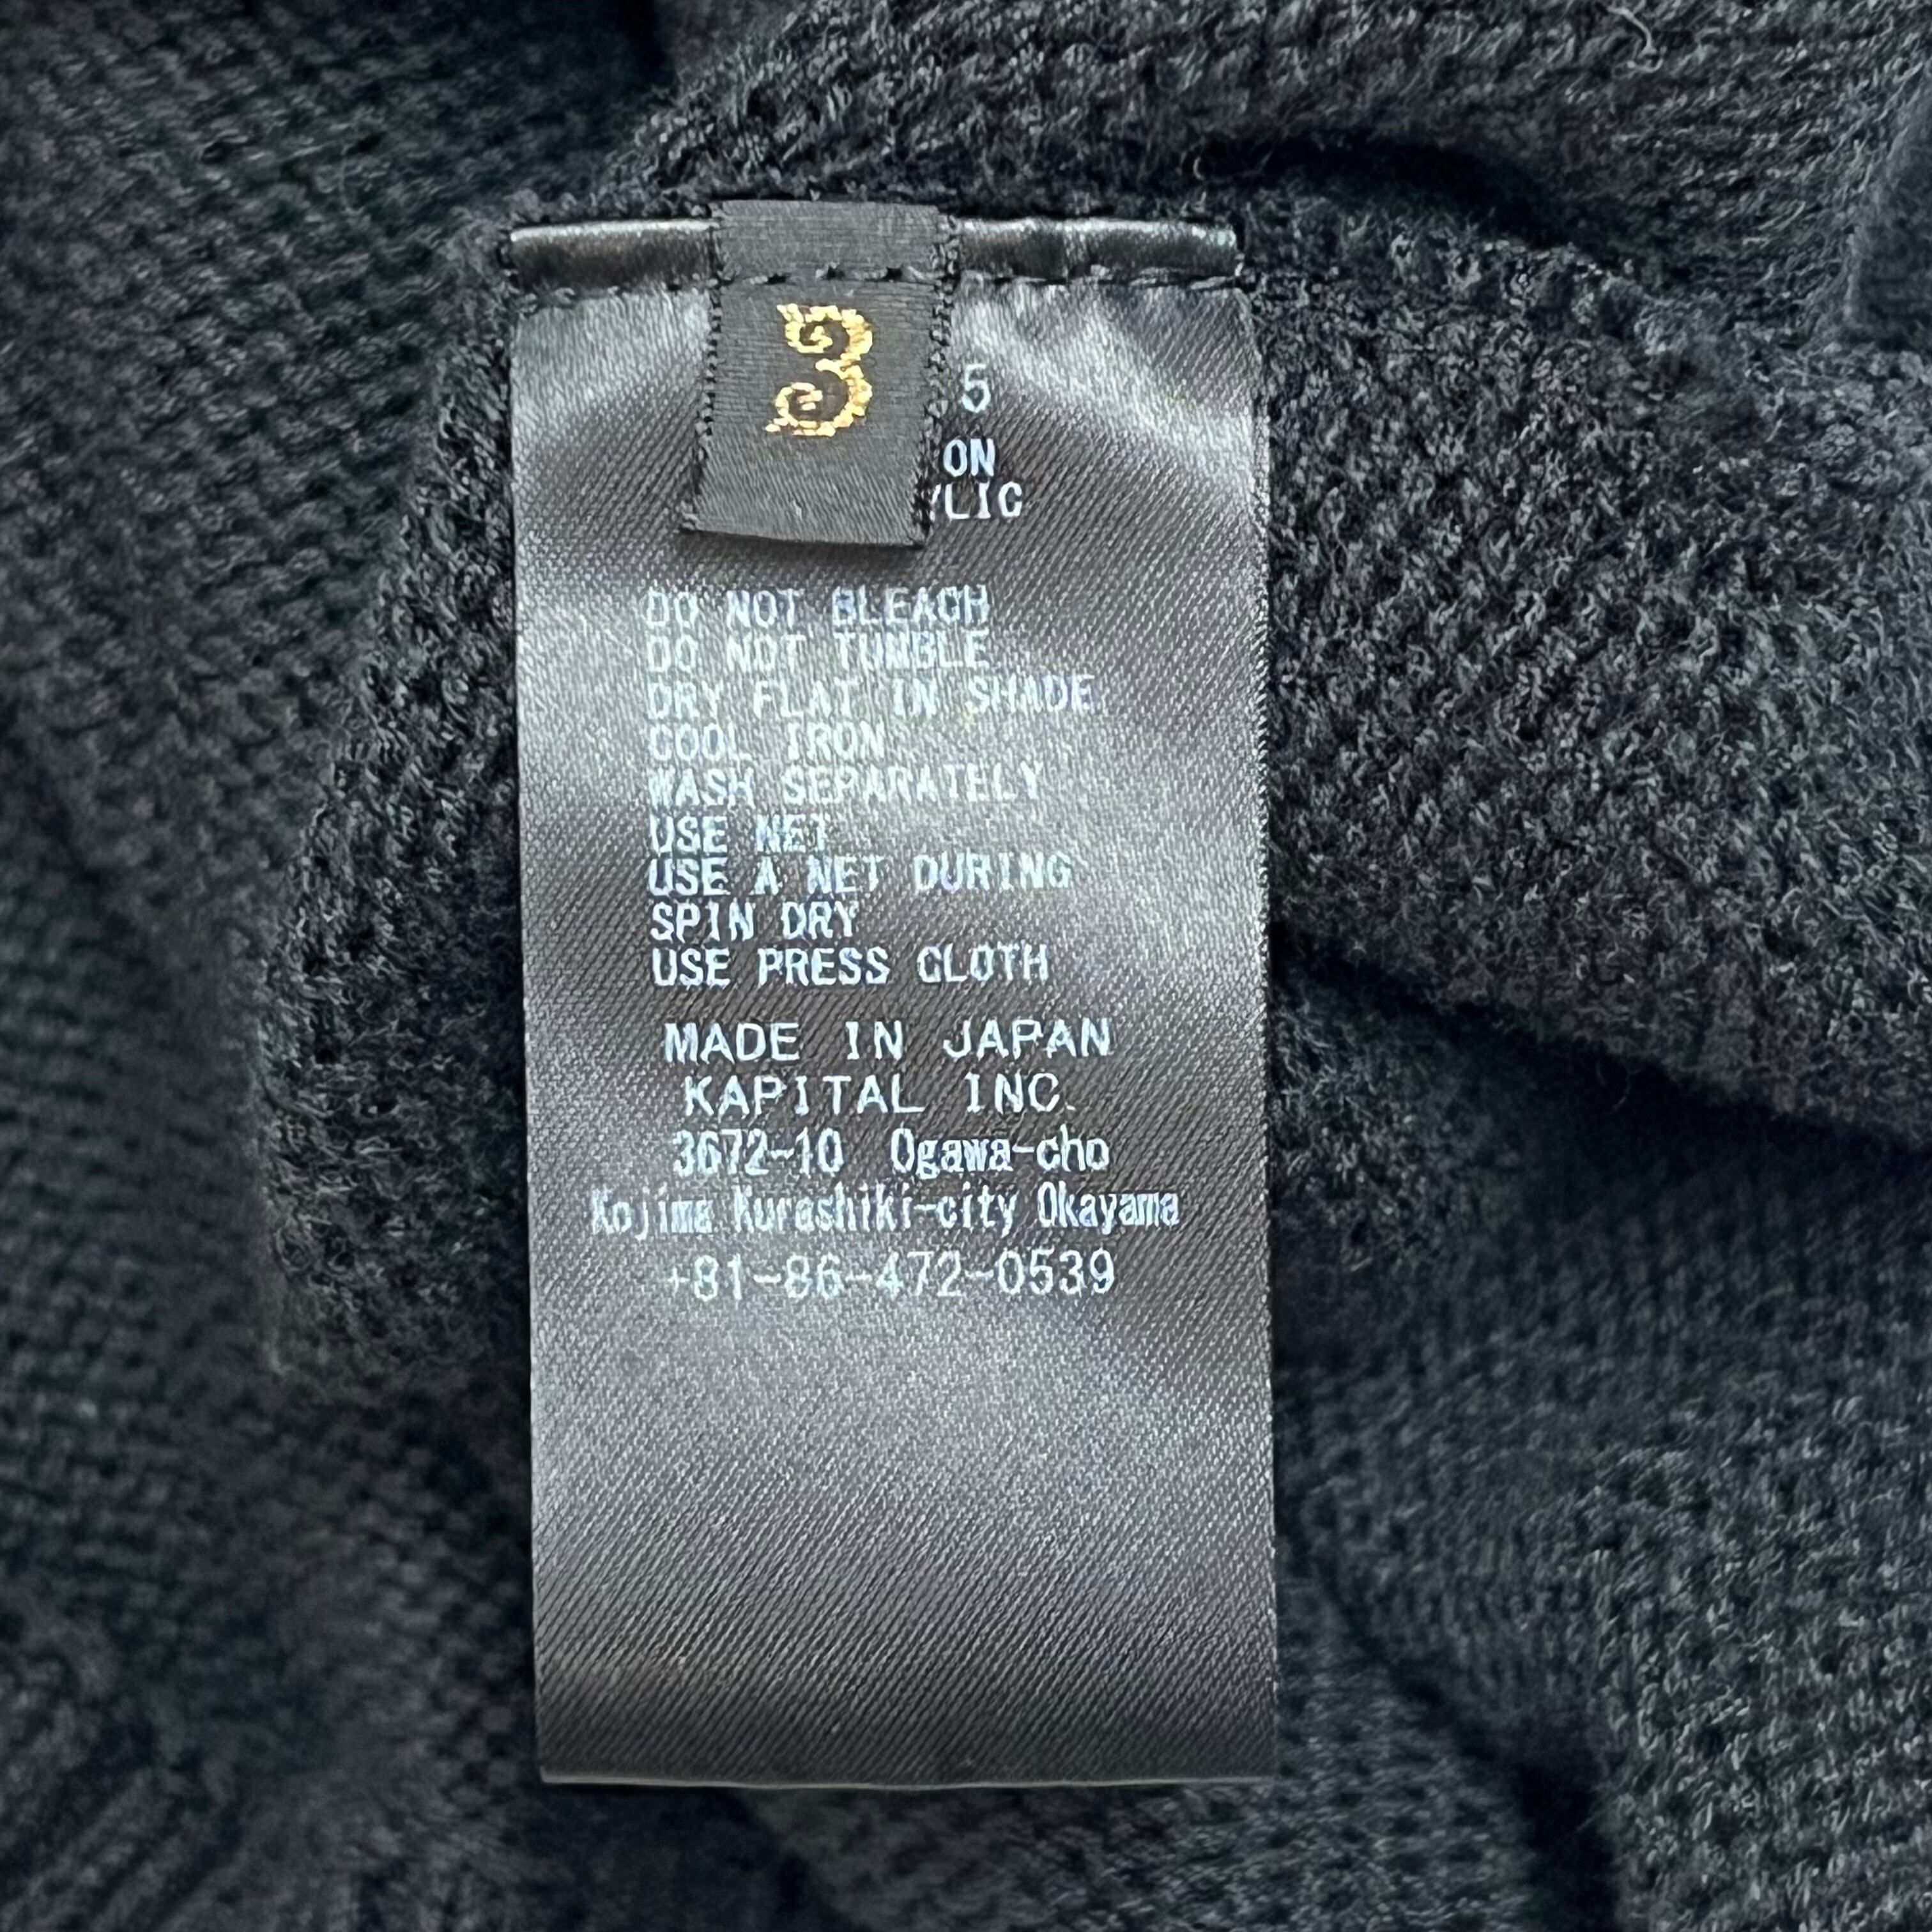 3
5
ON
YLIC
DO NOT BLEACH
DO NOT TUMBLE
DRY FLAT IN SHADE
COOL IRON
WASH SEPARATELY
USE NET
USE A NET DURING
SPIN DRY
USE PRESS CLOTH
MADE IN JAPAN
KAPITAL INC.
3672-10 Ogawa-cho
Kojima Kurashiki-city Okayama
+81-86-472-0539